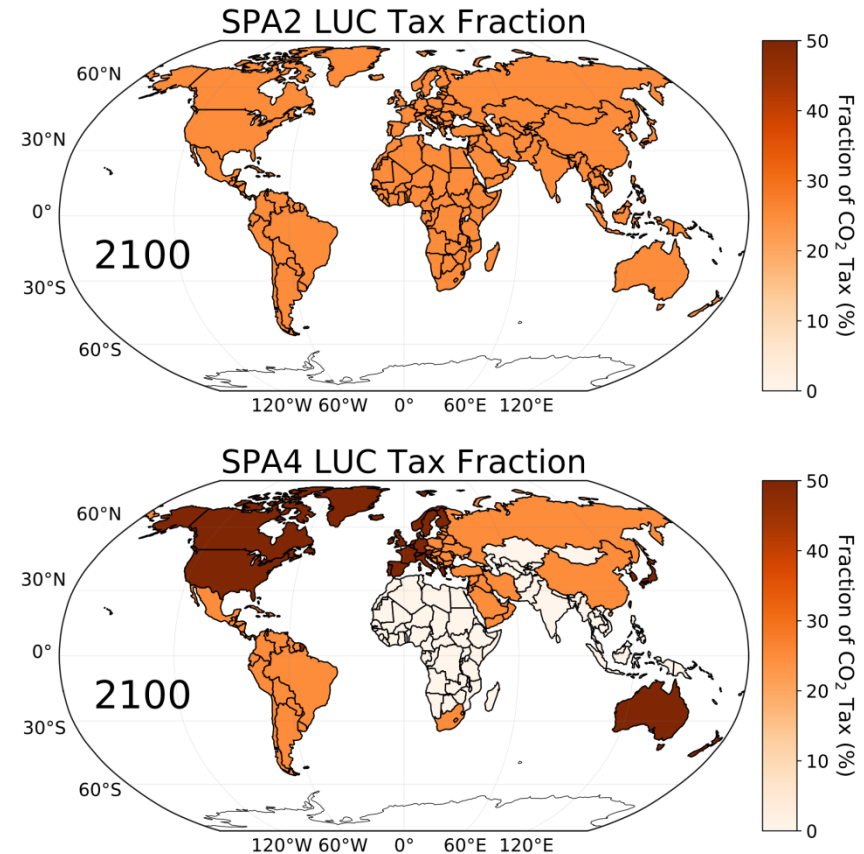 SPA2 LUC Tax Fraction
60°N
30°N
0°
30°S
60°S
2100
120°W 60°W 0° 60°E 120°E
50
40
30
20
10
0
Fraction of CO₂ Tax (%)
SPA4 LUC Tax Fraction
60°N
30°N
0°
30°S
60°S
2100
120°W 60°W 0° 60°E 120°E
50
40
30
20
10
0
Fraction of CO₂ Tax (%)